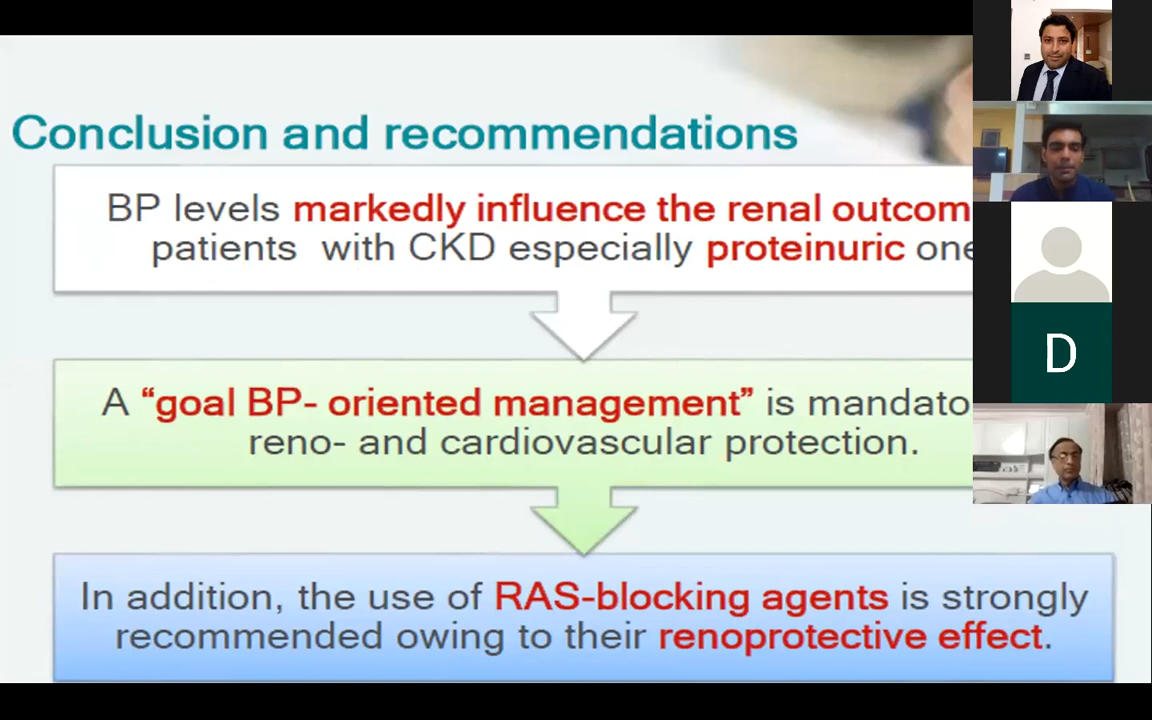 Conclusion and recommendations
BP levels markedly influence the renal outcom
patients with CKD especially proteinuric one
A “goal BP- oriented management” is mandato
reno- and cardiovascular protection.
In addition, the use of RAS-blocking agents is strongly
recommended owing to their renoprotective effect.
D